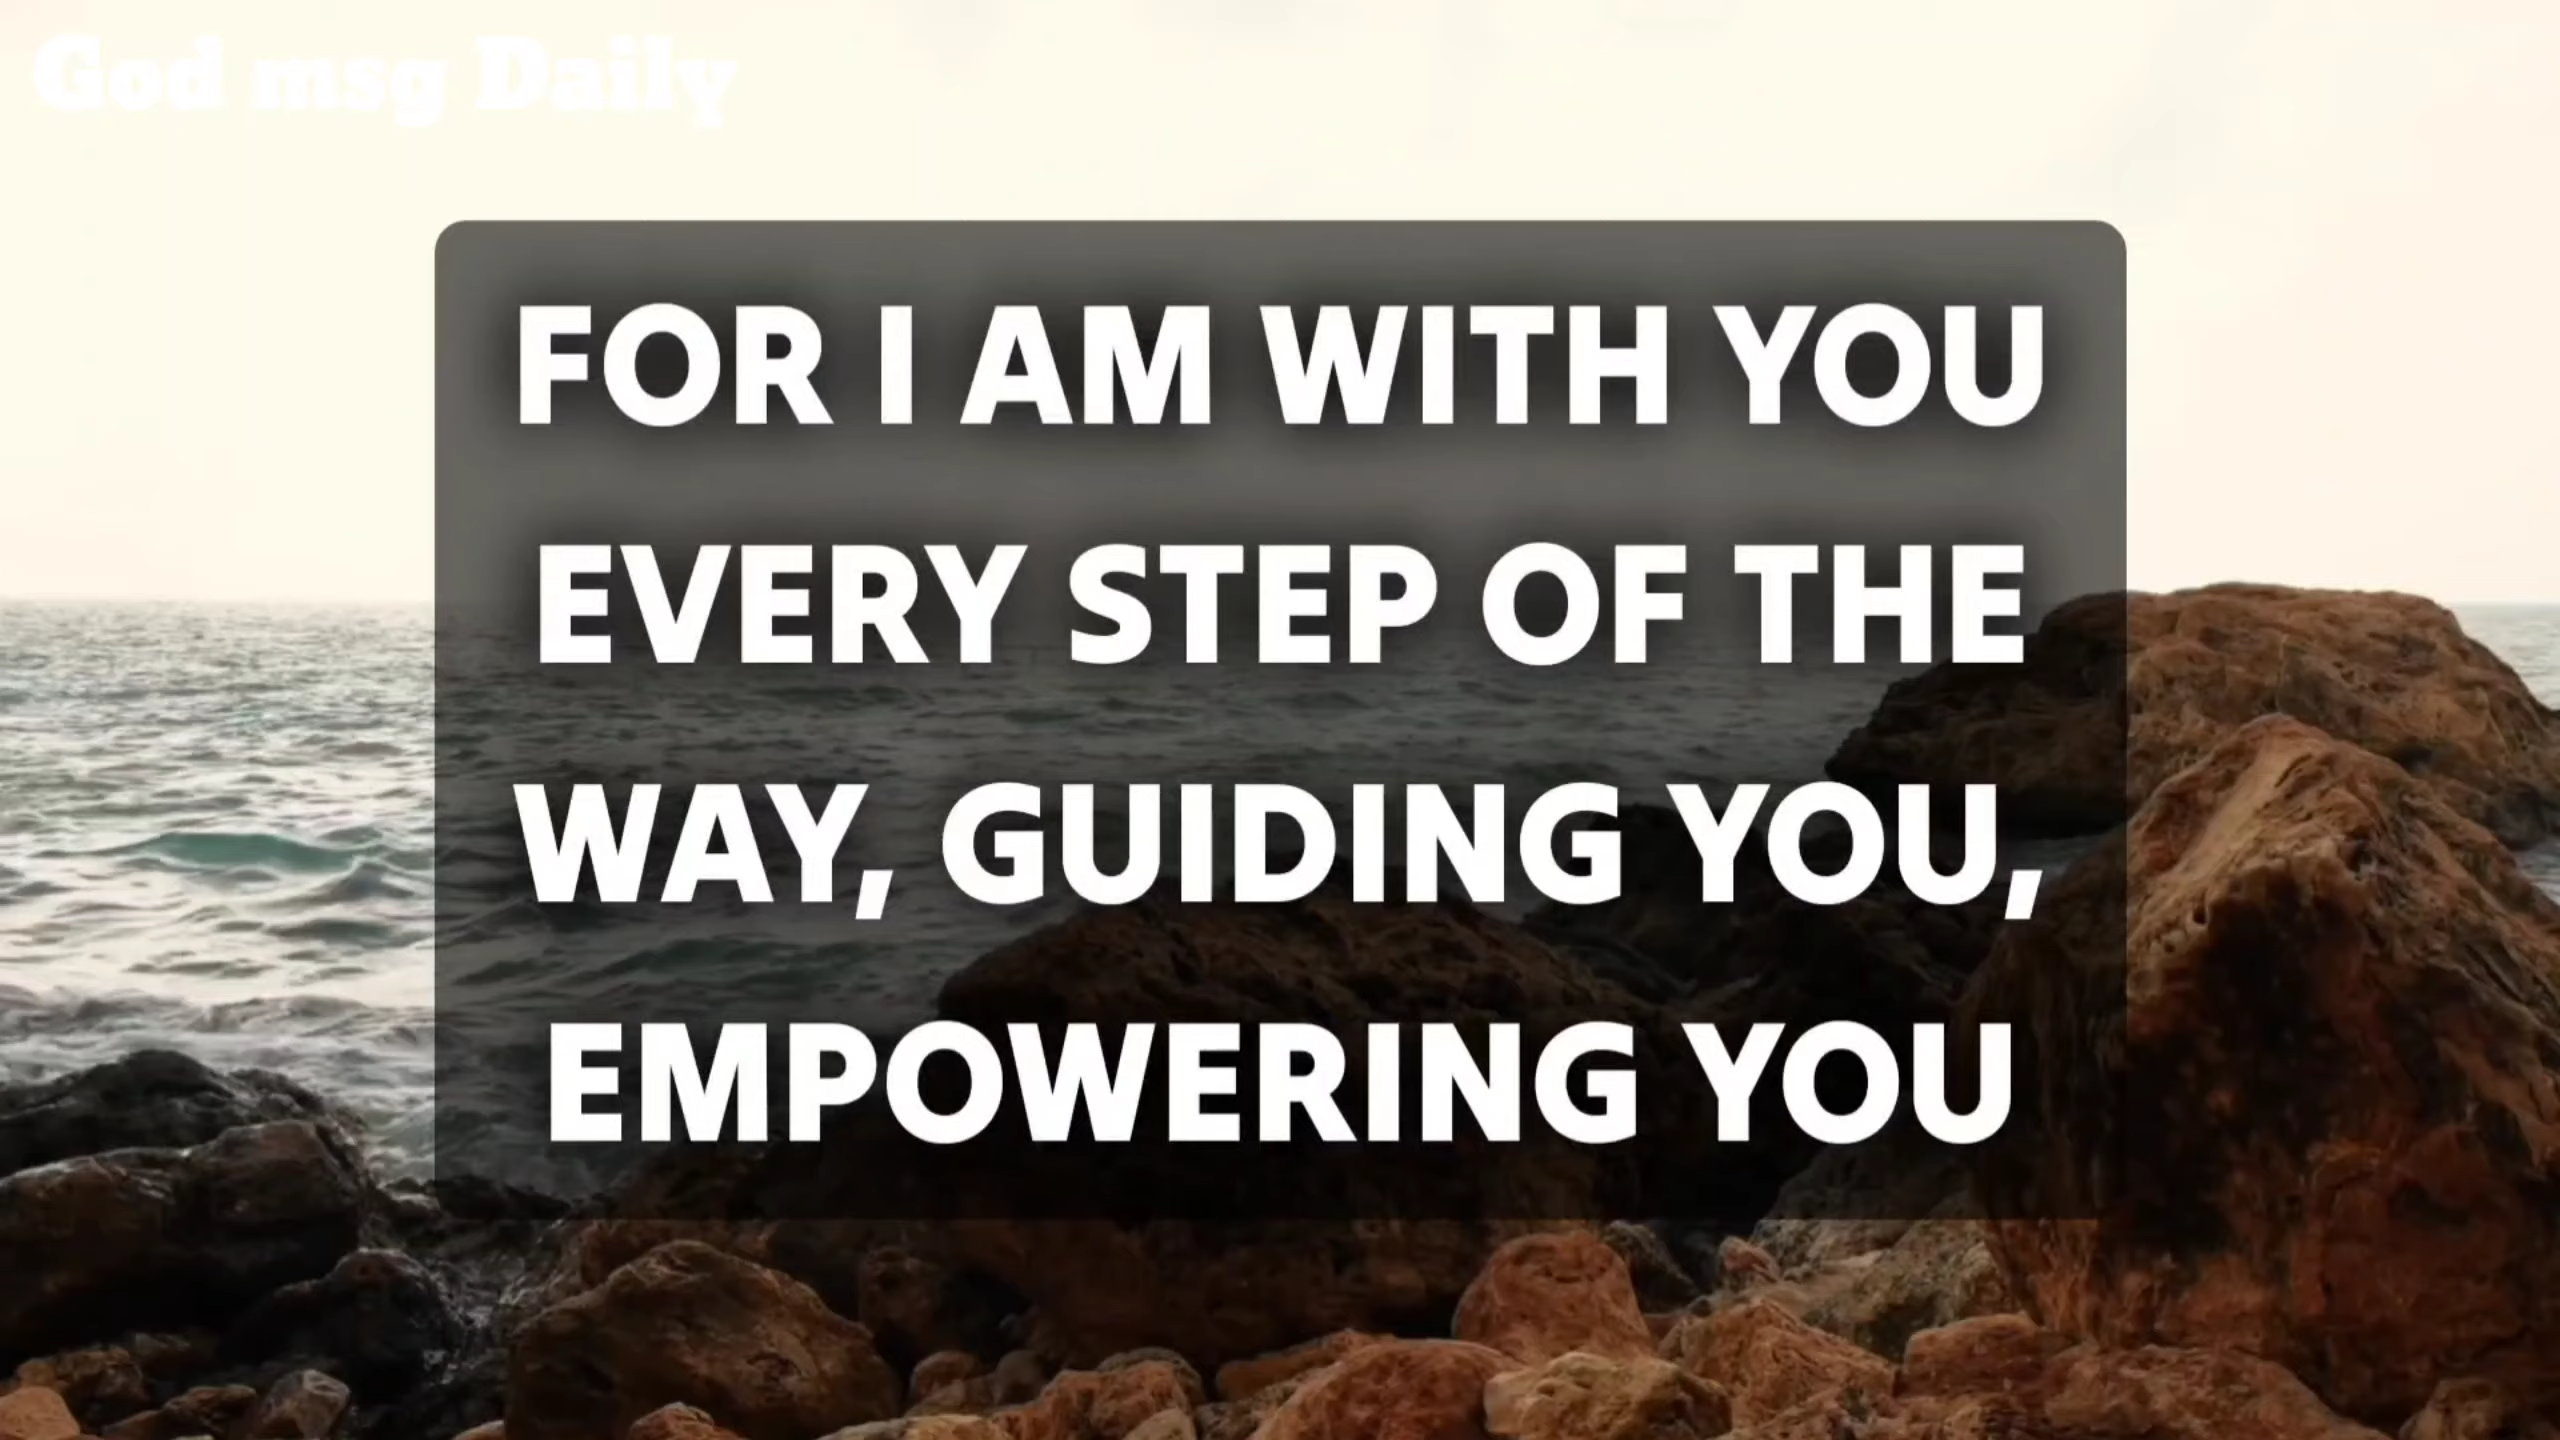 God msg Daily
FOR I AM WITH YOU
EVERY STEP OF THE
WAY, GUIDING YOU,
EMPOWERING YOU